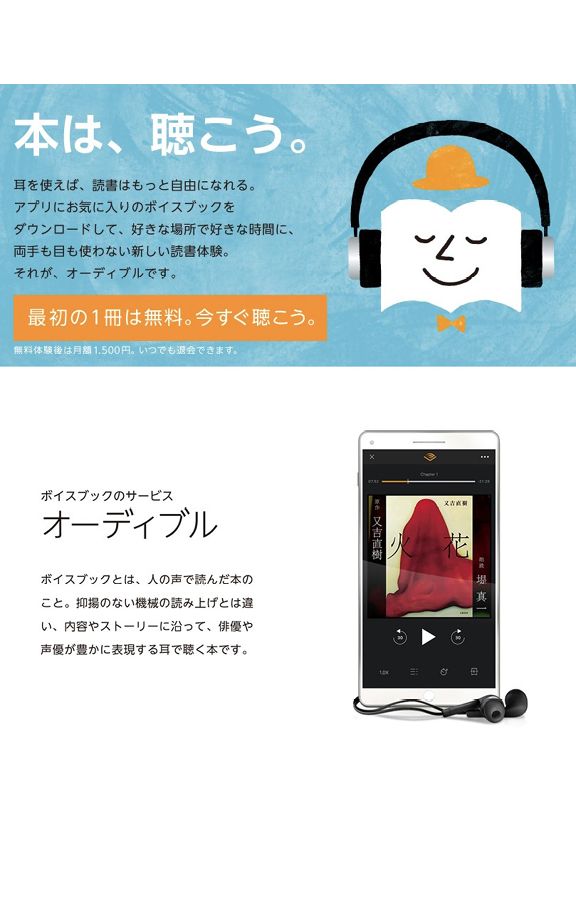 本は、聴こう。
耳を使えば、読書はもっと自由になれる。
アプリにお気に入りのボイスブックを
ダウンロードして、好きな場所で好きな時間に、
両手も目も使わない新しい読書体験。
それが、オーディブルです。
最初の1冊は無料。今すぐ聴こう。
無料体験後は月額1,500円。いつでも退会できます。
ボイスブックのサービス
オーディブル
ボイスブックとは、人の声で読んだ本の
こと。抑揚のない機械の読み上げとは違
い、内容やストーリーに沿って、俳優や
声優が豊かに表現する耳で聴く本です。
Chapter 1
07:52
-31:29
原作
又吉直樹
又吉直樹
火花
朗読
堤真一
30
30
1.0X